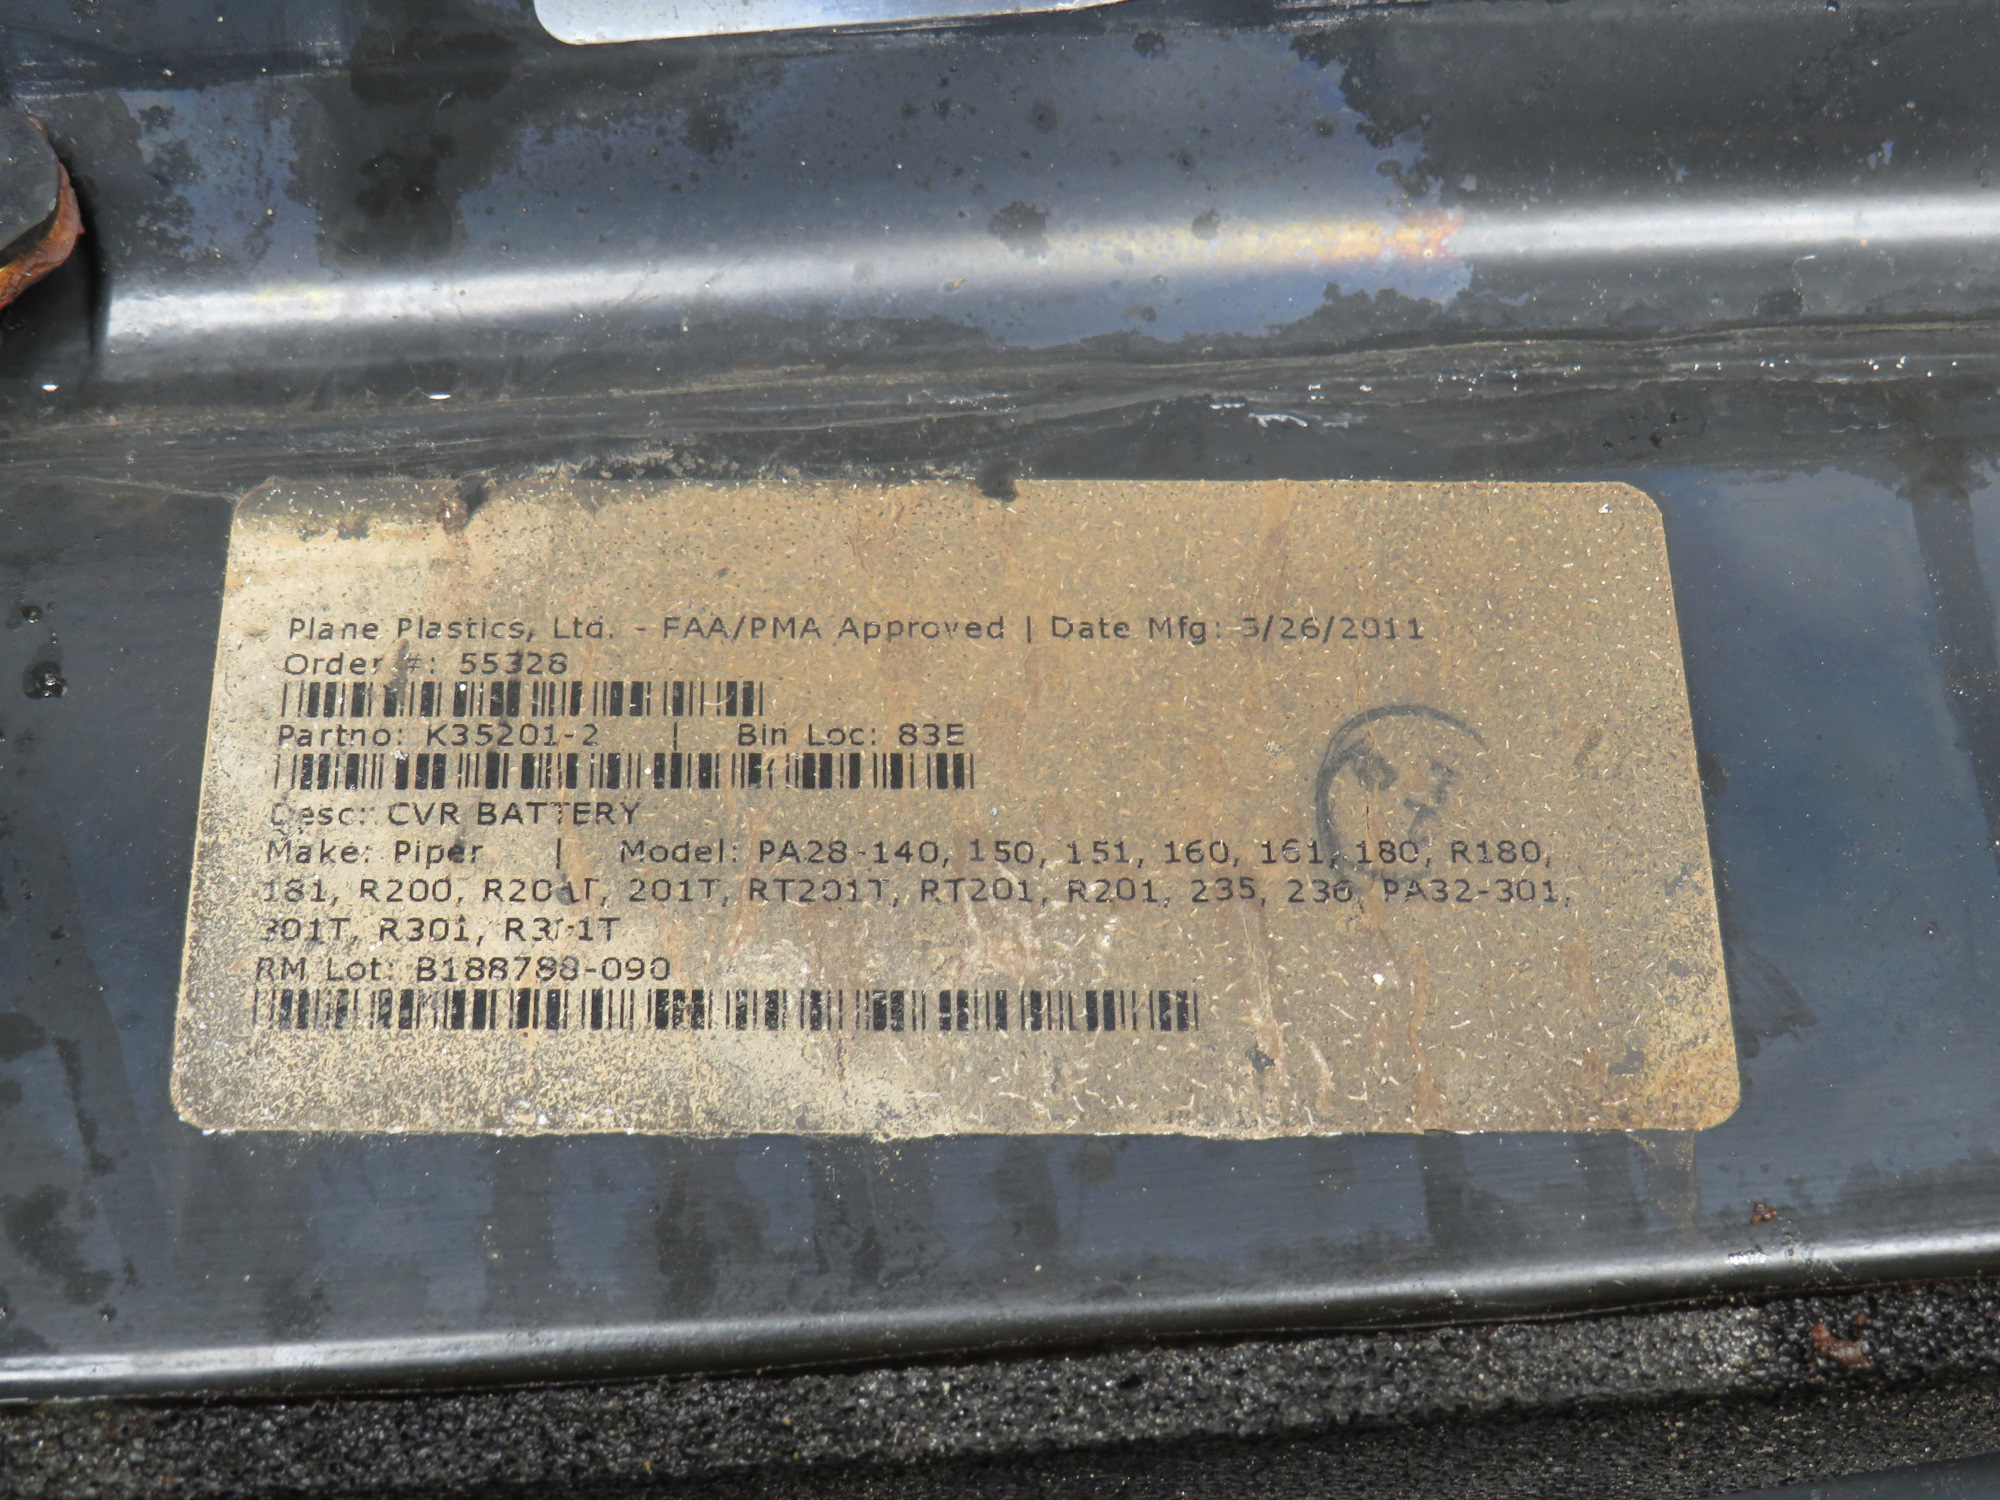 Plane Plastics, Ltd. - FAA/PMA Approved | Date Mfg: 3/26/2011
Order #: 55328
Partno: K35201-2 | Bin Loc: 83E
Desc: CVR BATTERY
Make: Piper | Model: PA28-140, 150, 151, 160, 161, 180, R180,
181, R200, R201T, 201T, RT201T, RT201, R201, 235, 236, PA32-301,
301T, R301, R301T
RM Lot: B188788-090